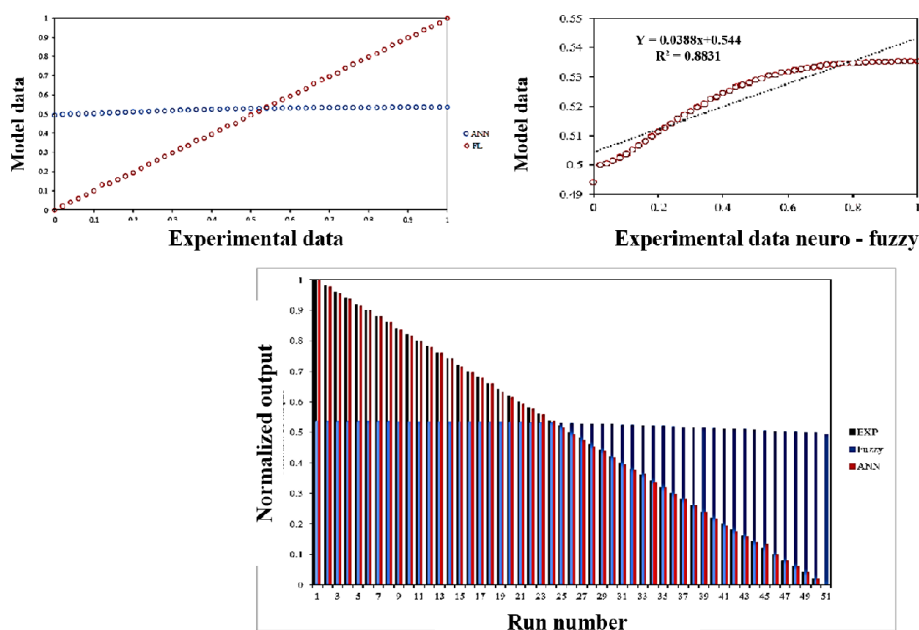 1
0.9
0.8
0.7
0.6
0.5
0.4
0.3
0.2
0.1
0
0 0.1 0.2 0.3 0.4 0.5 0.6 0.7 0.8 0.9 1
Model data
Experimental data
ANN
FL
0.55
0.54
0.53
0.52
0.51
0.5
0.49
0 0.2 0.4 0.6 0.8 1
Y = 0.0388x+0.544
R² = 0.8831
Model data
Experimental data neuro - fuzzy
1
0.9
0.8
0.7
0.6
0.5
0.4
0.3
0.2
0.1
0
1 3 5 7 9 11 13 15 17 19 21 23 25 27 29 31 33 35 37 39 41 43 45 47 49 51
Normalized output
Run number
EXP
Fuzzy
ANN